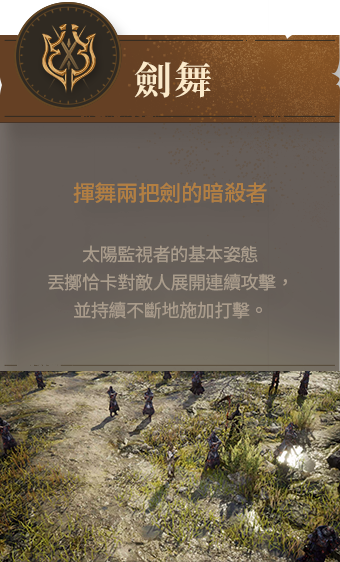 劍舞
揮舞兩把劍的暗殺者
太陽監視者的基本姿態
丟擲恰卡對敵人展開連續攻擊，
並持續不斷地施加打擊。